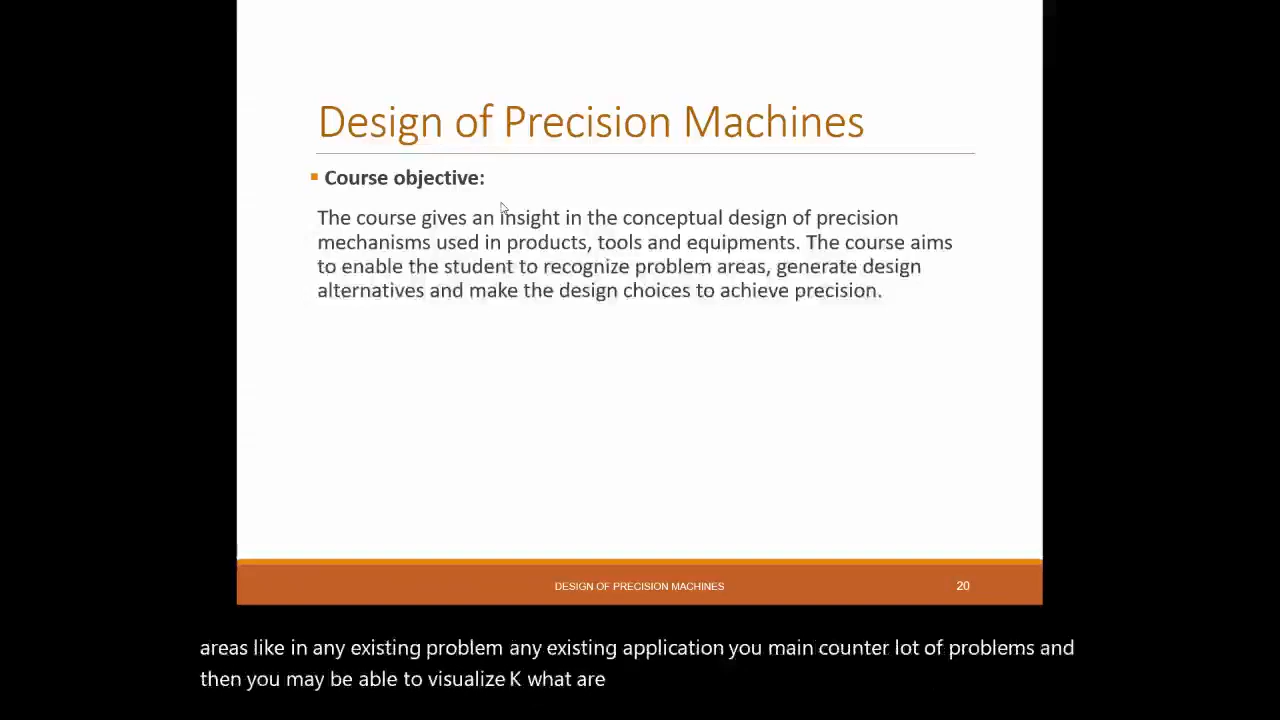 Design of Precision Machines
Course objective:
The course gives an insight in the conceptual design of precision
mechanisms used in products, tools and equipments. The course aims
to enable the student to recognize problem areas, generate design
alternatives and make the design choices to achieve precision.
DESIGN OF PRECISION MACHINES
20
areas like in any existing problem any existing application you main counter lot of problems and
then you may be able to visualize K what are